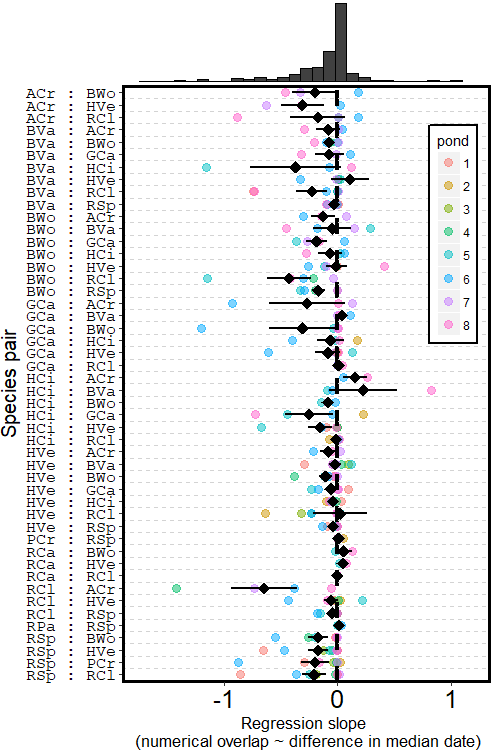 ACr : BWo
ACr : HVe
ACr : RCl
BVa : ACr
BVa : BWo
BVa : GCa
BVa : HCi
BVa : HVe
BVa : RCl
BVa : RSp
BWo : ACr
BWo : BVa
BWo : GCa
BWo : HCi
BWo : HVe
BWo : RCl
BWo : RSp
GCa : ACr
GCa : BVa
GCa : BWo
GCa : HCi
GCa : HVe
GCa : RCl
HCi : ACr
HCi : BVa
HCi : BWo
HCi : GCa
HCi : HVe
HCi : RCl
HVe : ACr
HVe : BVa
HVe : BWo
HVe : GCa
HVe : HCi
HVe : RCl
HVe : RSp
PCr : RSp
RCa : BWo
RCa : HVe
RCa : RCl
RCl : ACr
RCl : HVe
RCl : RSp
RPa : RSp
RSp : BWo
RSp : HVe
RSp : PCr
RSp : RCl
Species pair
pond
1
2
3
4
5
6
7
8
-1 0 1
Regression slope
(numerical overlap ~ difference in median date)